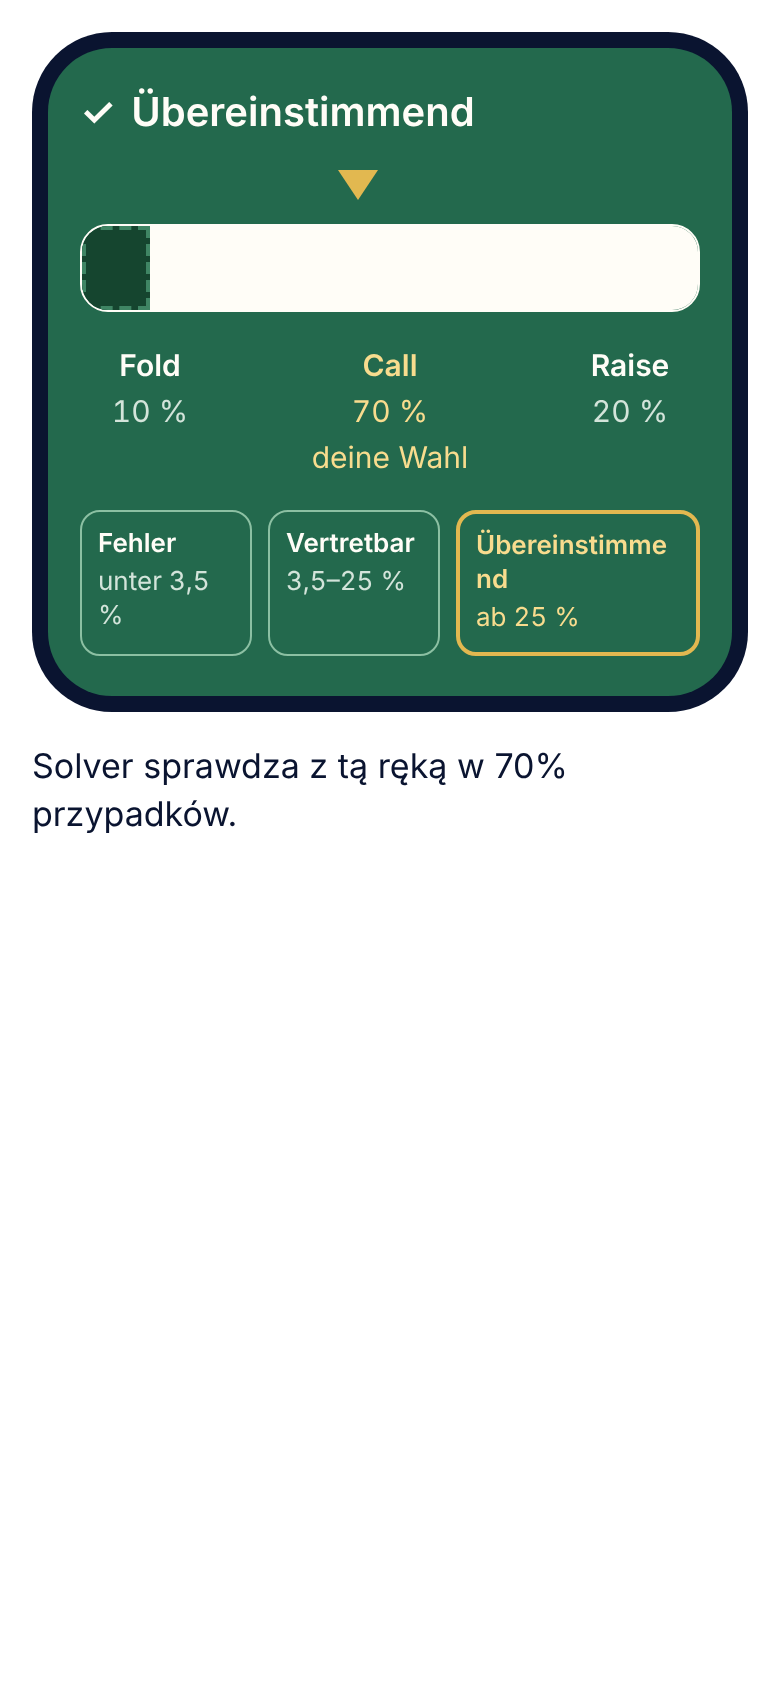 Übereinstimmend
Fold Call Raise
10 % 70 % 20 %
deine Wahl
Fehler
unter 3,5
%
Vertretbar
3,5–25 %
Übereinstimme
nd
ab 25 %
Solver sprawdza z tą ręką w 70%
przypadków.